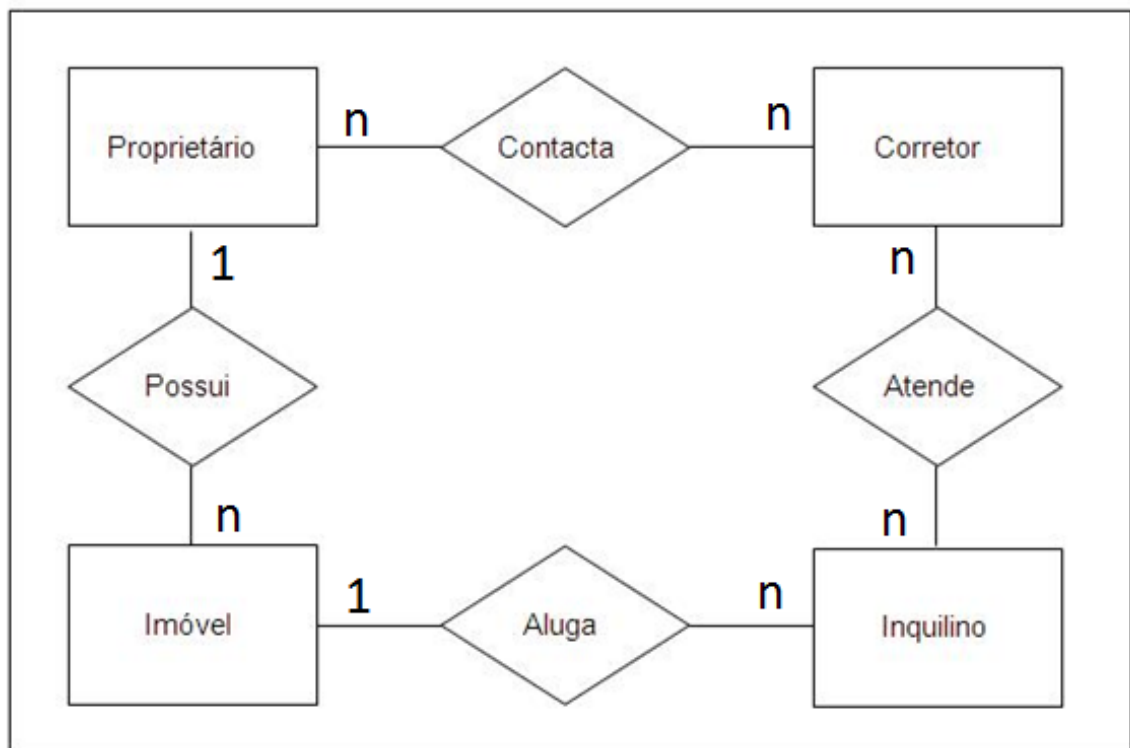 Proprietário n Contacta n Corretor
1 n
Possui Atende
n n
Imóvel 1 Aluga n Inquilino